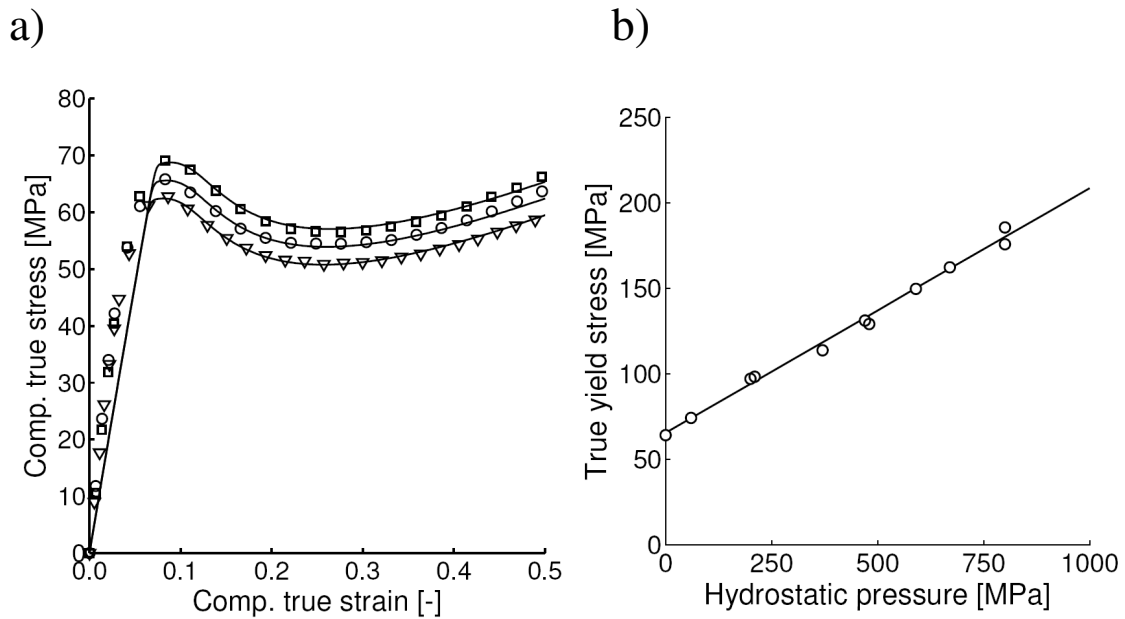 a)
80
70
60
50
40
30
20
10
0
0.0 0.1 0.2 0.3 0.4 0.5
Comp. true strain [-]
Comp. true stress [MPa]
b)
250
200
150
100
50
0
0 250 500 750 1000
Hydrostatic pressure [MPa]
True yield stress [MPa]